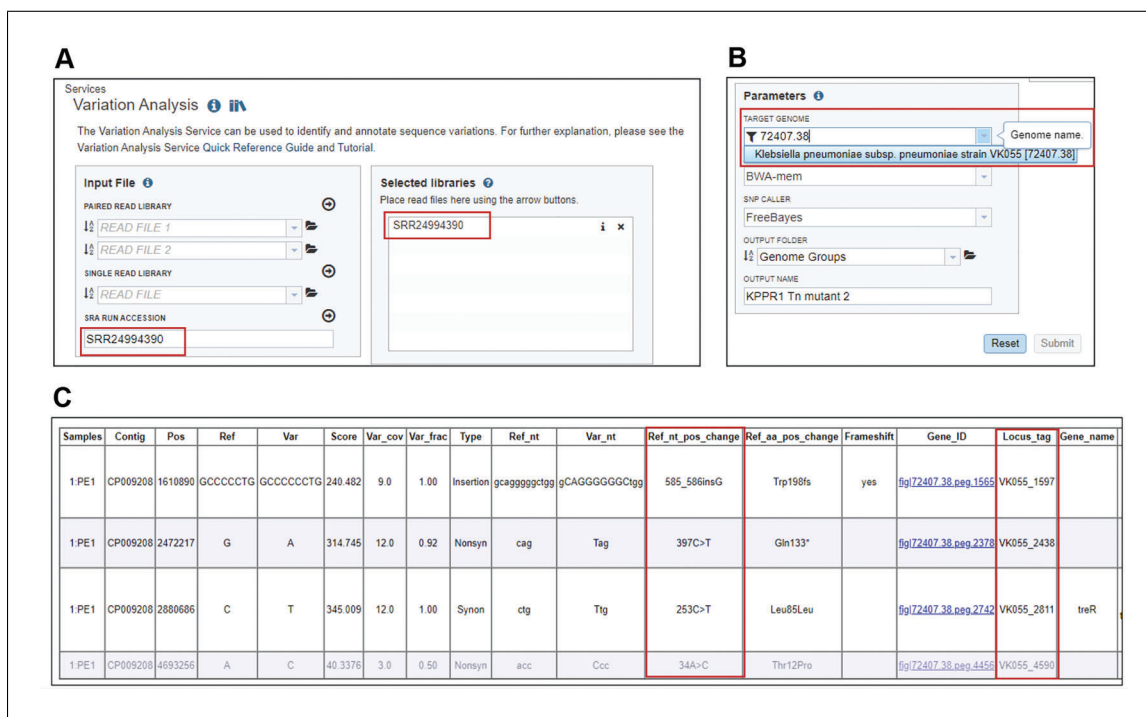 A
Services
Variation Analysis
The Variation Analysis Service can be used to identify and annotate sequence variations. For further explanation, please see the
Variation Analysis Service Quick Reference Guide and Tutorial.
Input File
PAIRED READ LIBRARY
READ FILE 1
READ FILE 2
SINGLE READ LIBRARY
READ FILE
SRA RUN ACCESSION
SRR24994390
Selected libraries
Place read files here using the arrow buttons.
SRR24994390 i x
B
Parameters
TARGET GENOME
72407.38
Genome name.
Klebsiella pneumoniae subsp. pneumoniae strain VK055 [72407.38]
BWA-mem
SNP CALLER
FreeBayes
OUTPUT FOLDER
Genome Groups
OUTPUT NAME
KPPR1 Tn mutant 2
Reset Submit
C
Samples Contig Pos Ref Var Score Var_cov Var_frac Type Ref_nt Var_nt Ref_nt_pos_change Ref_aa_pos_change Frameshift Gene_ID Locus_tag Gene_name
1:PE1 CP009208 1610890 GCCCCCTG GCCCCCCTG 240.482 9.0 1.00 Insertion gcagggggctgg gCAGGGGGGCtgg 585_586insG Trp198fs yes fig|72407.38.peg.1565 VK055_1597
1:PE1 CP009208 2472217 G A 314.745 12.0 0.92 Nonsyn cag Tag 397C>T Gln133* fig|72407.38.peg.2378 VK055_2438
1:PE1 CP009208 2880686 C T 345.009 12.0 1.00 Synon ctg Ttg 253C>T Leu85Leu fig|72407.38.peg.2742 VK055_2811 treR
1:PE1 CP009208 4693256 A C 40.3376 3.0 0.50 Nonsyn acc Ccc 34A>C Thr12Pro fig|72407.38.peg.4456 VK055_4590